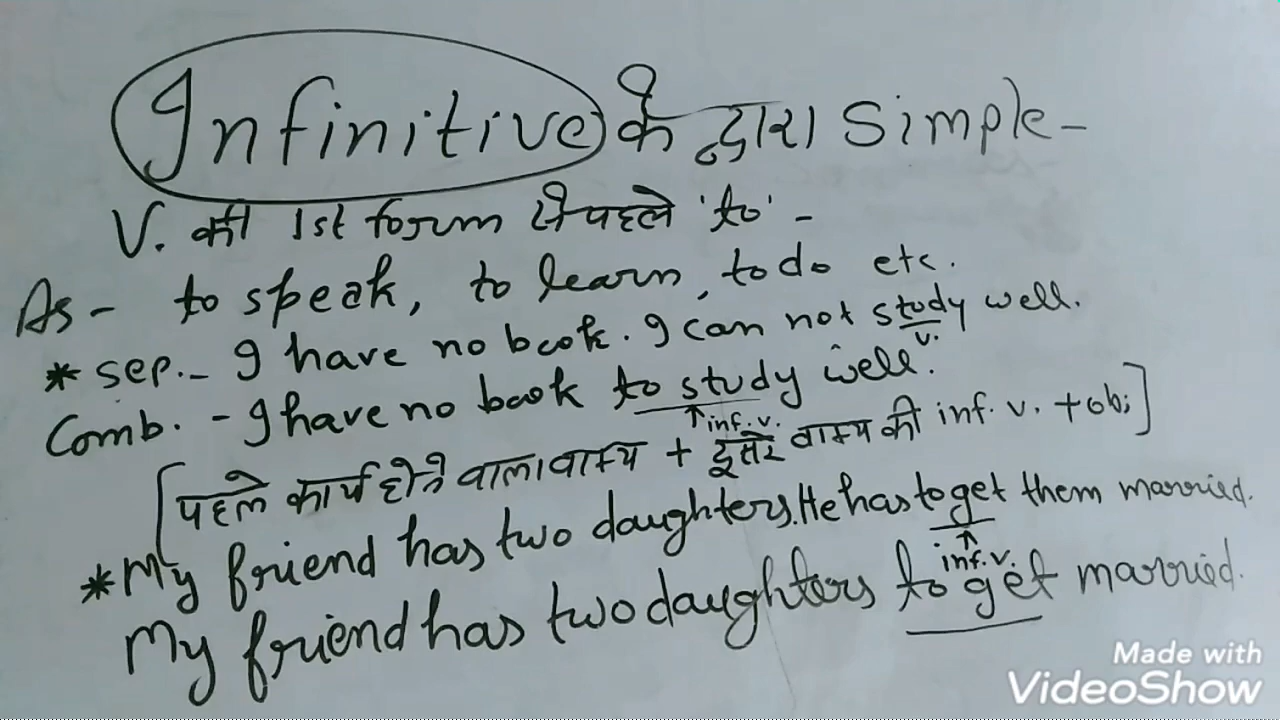 Infinitive के द्वारा Simple-
V. की 1st form से पहले 'to' -
As- to speak, to learn, to do etc.
* sep.- I have no book. I can not study well.
v.
Comb. - I have no book to study well.
↑inf.v.
[पहले कार्य होने वाला वाक्य + दूसरे वाक्य की inf. v. + obj]
* My friend has two daughters. He has to get them married.
↑
inf.v.
My friend has two daughters to get married.
Made with
VideoShow